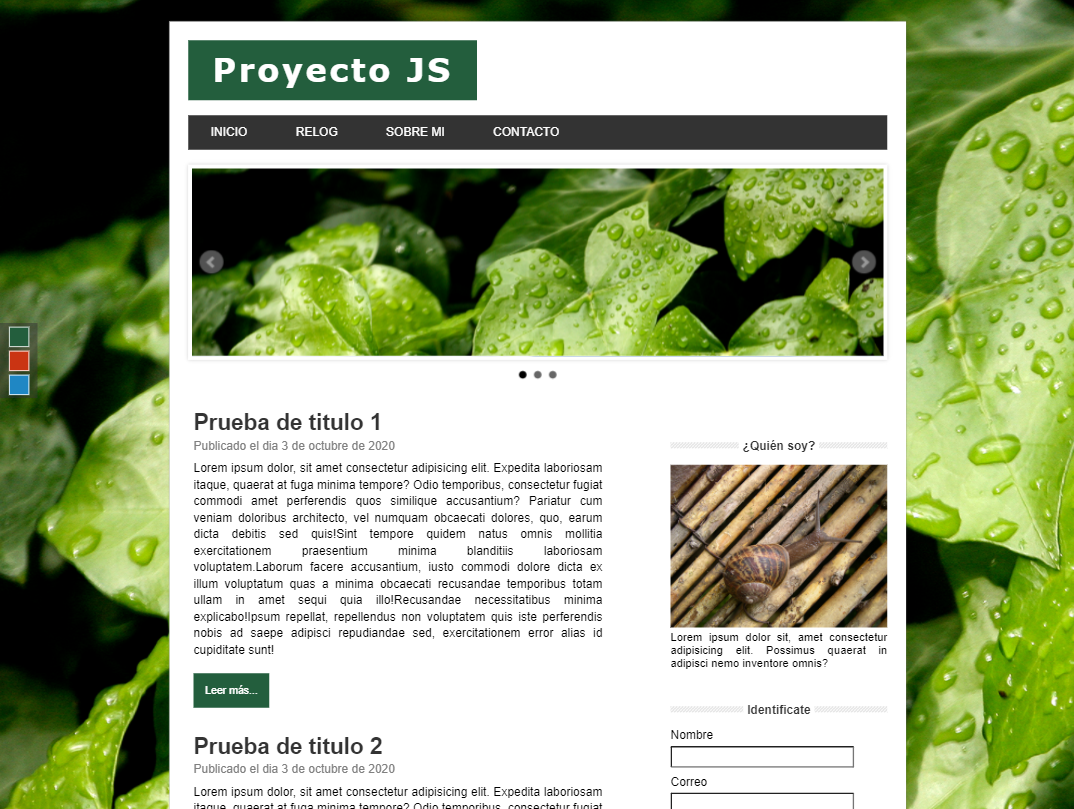 Proyecto JS
INICIO RELOG SOBRE MI CONTACTO
Prueba de titulo 1
Publicado el dia 3 de octubre de 2020
Lorem ipsum dolor, sit amet consectetur adipisicing elit. Expedita laboriosam
itaque, quaerat at fuga minima tempore? Odio temporibus, consectetur fugiat
commodi amet perferendis quos similique accusantium? Pariatur cum
veniam doloribus architecto, vel numquam obcaecati dolores, quo, earum
dicta debitis sed quis!Sint tempore quidem natus omnis mollitia
exercitationem praesentium minima blanditiis laboriosam
voluptatem.Laborum facere accusantium, iusto commodi dolore dicta ex
illum voluptatum quas a minima obcaecati recusandae temporibus totam
ullam in amet sequi quia illo!Recusandae necessitatibus minima
explicabo!Ipsum repellat, repellendus non voluptatem quis iste perferendis
nobis ad saepe adipisci repudiandae sed, exercitationem error alias id
cupiditate sunt!
Leer más...
Prueba de titulo 2
Publicado el dia 3 de octubre de 2020
Lorem ipsum dolor, sit amet consectetur adipisicing elit. Expedita laboriosam
itaque, quaerat at fuga minima tempore? Odio temporibus, consectetur fugiat
¿Quién soy?
Lorem ipsum dolor sit, amet consectetur
adipisicing elit. Possimus quaerat in
adipisci nemo inventore omnis?
Identificate
Nombre
Correo